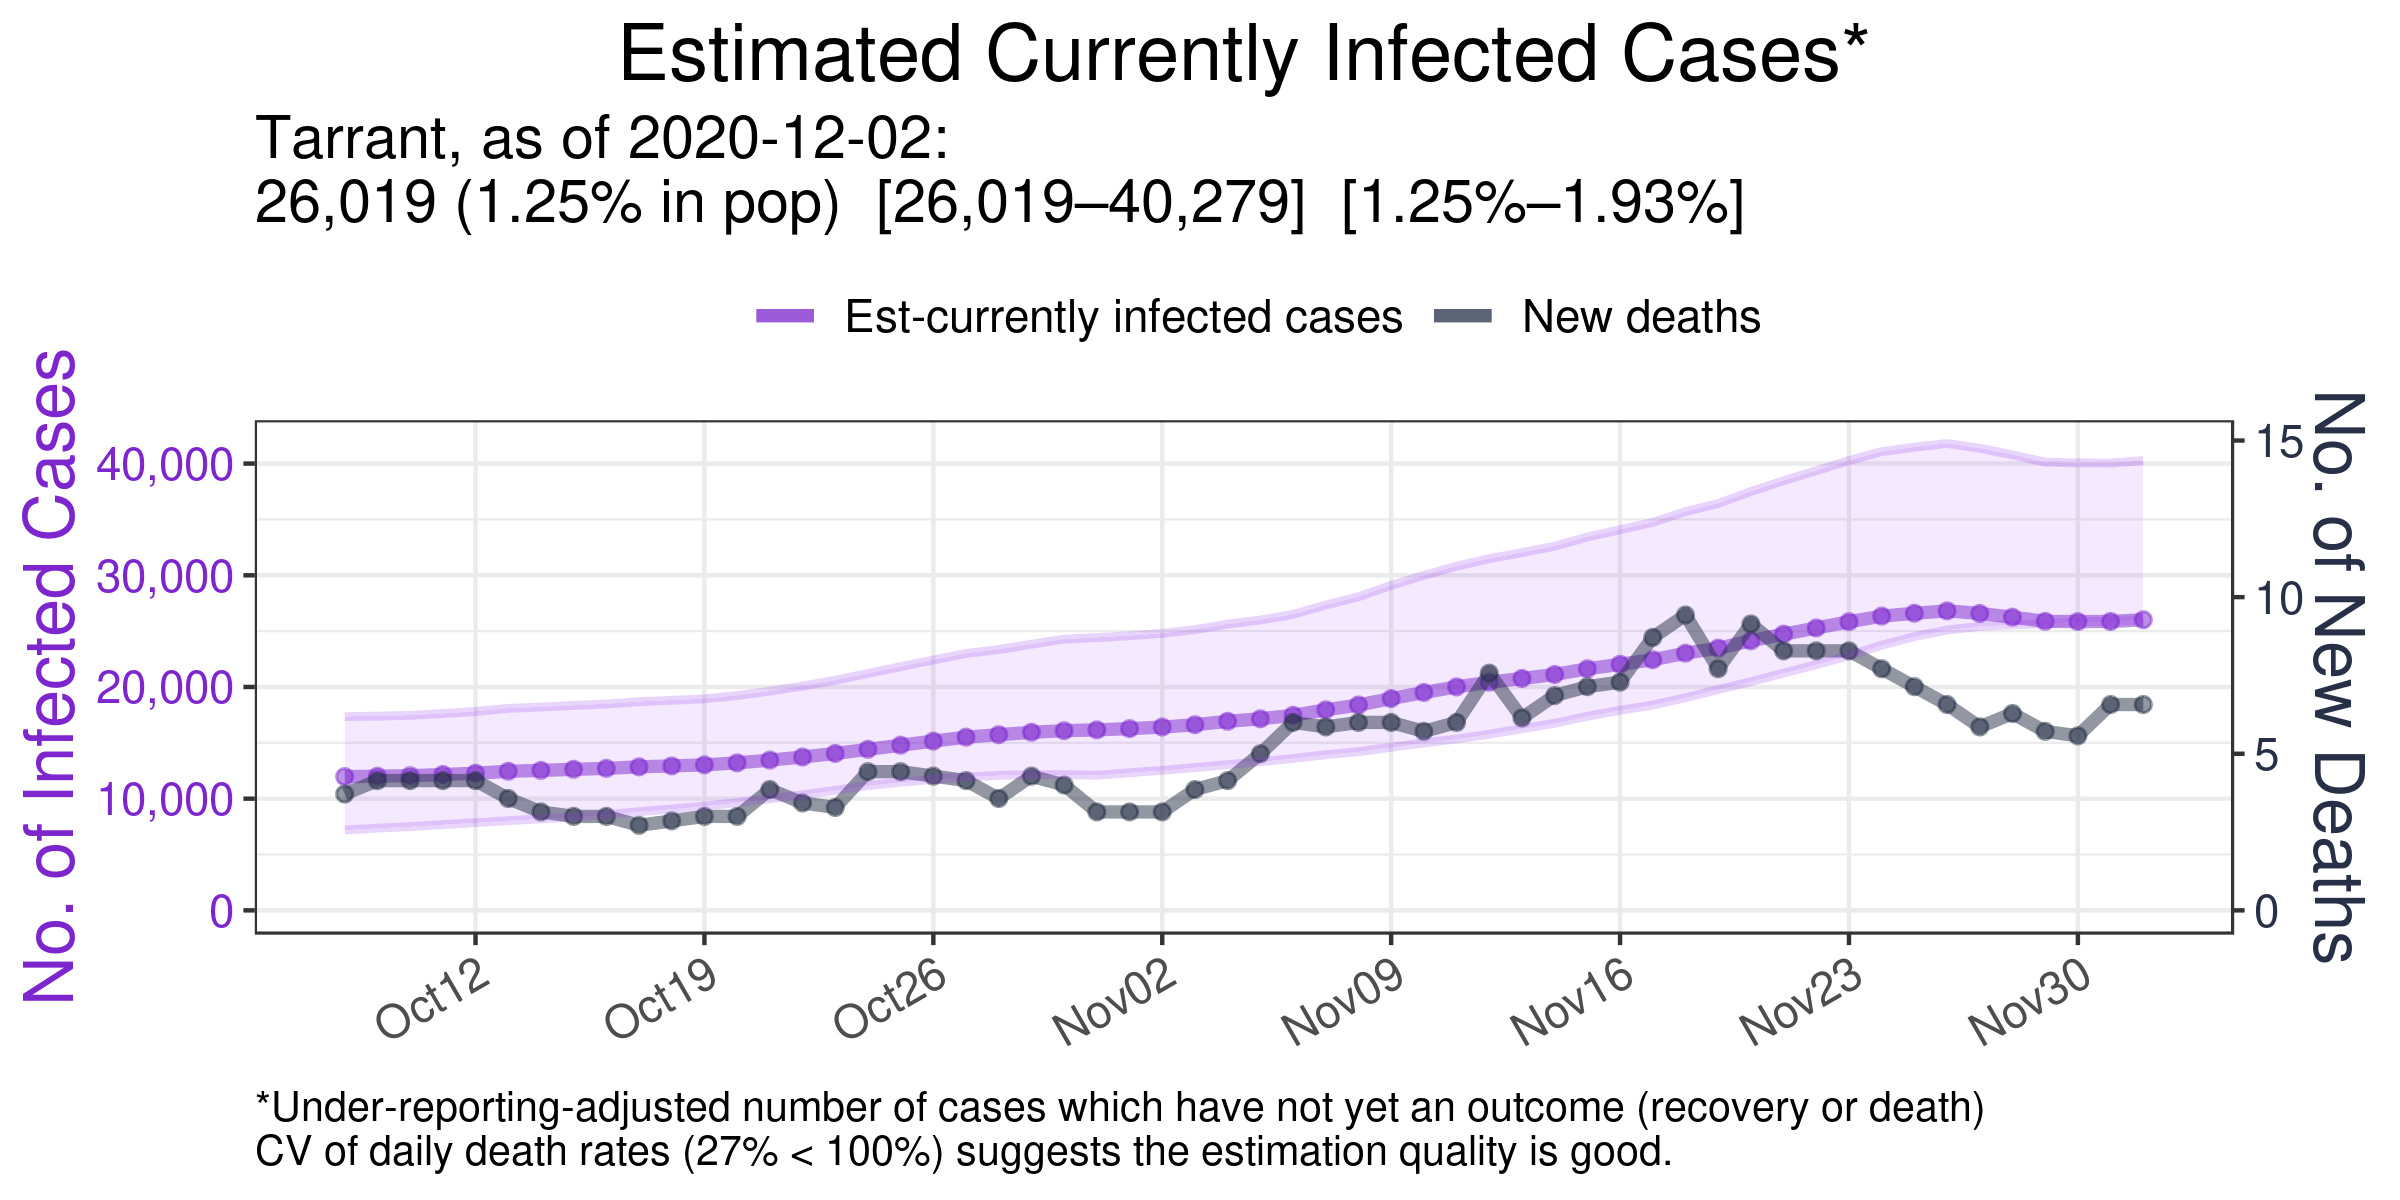 Estimated Currently Infected Cases*
Tarrant, as of 2020-12-02:
26,019 (1.25% in pop)  [26,019–40,279]  [1.25%–1.93%]
Est-currently infected cases
New deaths
No. of Infected Cases
40,000
30,000
20,000
10,000
0
15
10
5
0
No. of New Deaths
Oct12
Oct19
Oct26
Nov02
Nov09
Nov16
Nov23
Nov30
*Under-reporting-adjusted number of cases which have not yet an outcome (recovery or death)
CV of daily death rates (27% < 100%) suggests the estimation quality is good.